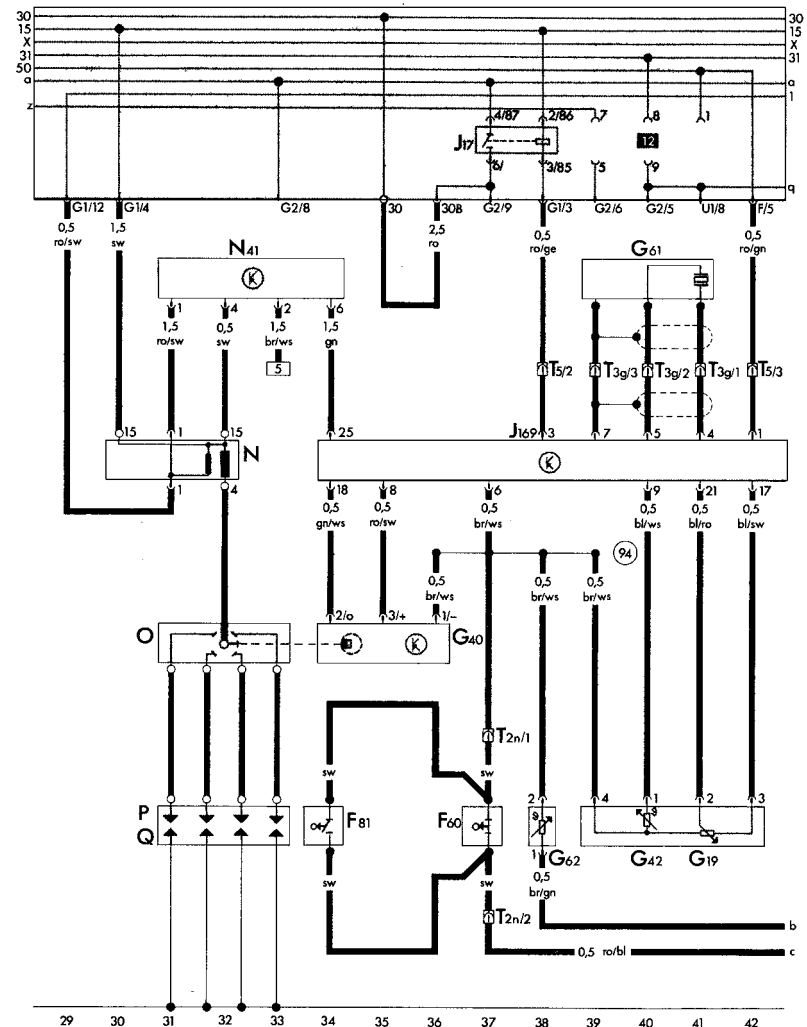 30 30
15 15
X X
31 31
50
a a
1
z
4/87 2/86 7 8 1
J17 12
6/ 3/85 5 9
q
G1/12 G1/4 G2/8 30 30B G2/9 G1/3 G2/6 G2/5 U1/8 F/5
0,5 1,5 2,5 0,5 0,5
ro/sw sw ro ro/ge ro/gn
N41 G61
K
1 4 2 6
1,5 0,5 1,5 1,5
ro/sw sw br/ws gn
5
T5/2 T3g/3 T3g/2 T3g/1 T5/3
15 1 15 25 J169 3 7 5 4 1
N K
1 4 18 8 6 9 21 17
0,5 0,5 0,5 0,5 0,5 0,5
gn/ws ro/sw br/ws bl/ws bl/ro bl/sw
94
0,5 0,5 0,5
br/ws br/ws br/ws
2/o 3/+ 1/−
O K G40
T2n/1
sw sw
2 4 1 2 3
P F81 F60 ϑ ϑ
Q
1 G62 G42 G19
0,5
sw sw br/gn
T2n/2
b
0,5 ro/bl c
29 30 31 32 33 34 35 36 37 38 39 40 41 42